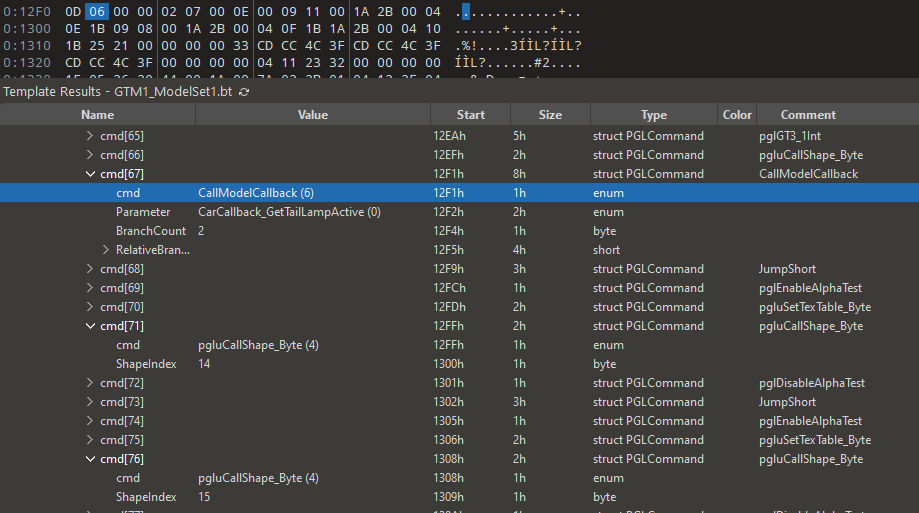 0:12F0 0D 06 00 00 02 07 00 0E 00 09 11 00 1A 2B 00 04 .............+..
0:1300 0E 1B 09 08 00 1A 2B 00 04 0F 1B 1A 2B 00 04 10 ......+.....+...
0:1310 1B 25 21 00 00 00 00 33 CD CC 4C 3F CD CC 4C 3F .%!....3ÍÌL?ÍÌL?
0:1320 CD CC 4C 3F 00 00 00 00 04 11 23 32 00 00 00 00 ÍÌL?......#2....
Template Results - GTM1_ModelSet1.bt
Name Value Start Size Type Color Comment
cmd[65] 12EAh 5h struct PGLCommand pglGT3_1Int
cmd[66] 12EFh 2h struct PGLCommand pgluCallShape_Byte
cmd[67] 12F1h 8h struct PGLCommand CallModelCallback
cmd CallModelCallback (6) 12F1h 1h enum
Parameter CarCallback_GetTailLampActive (0) 12F2h 2h enum
BranchCount 2 12F4h 1h byte
RelativeBran... 12F5h 4h short
cmd[68] 12F9h 3h struct PGLCommand JumpShort
cmd[69] 12FCh 1h struct PGLCommand pglEnableAlphaTest
cmd[70] 12FDh 2h struct PGLCommand pgluSetTexTable_Byte
cmd[71] 12FFh 2h struct PGLCommand pgluCallShape_Byte
cmd pgluCallShape_Byte (4) 12FFh 1h enum
ShapeIndex 14 1300h 1h byte
cmd[72] 1301h 1h struct PGLCommand pglDisableAlphaTest
cmd[73] 1302h 3h struct PGLCommand JumpShort
cmd[74] 1305h 1h struct PGLCommand pglEnableAlphaTest
cmd[75] 1306h 2h struct PGLCommand pgluSetTexTable_Byte
cmd[76] 1308h 2h struct PGLCommand pgluCallShape_Byte
cmd pgluCallShape_Byte (4) 1308h 1h enum
ShapeIndex 15 1309h 1h byte